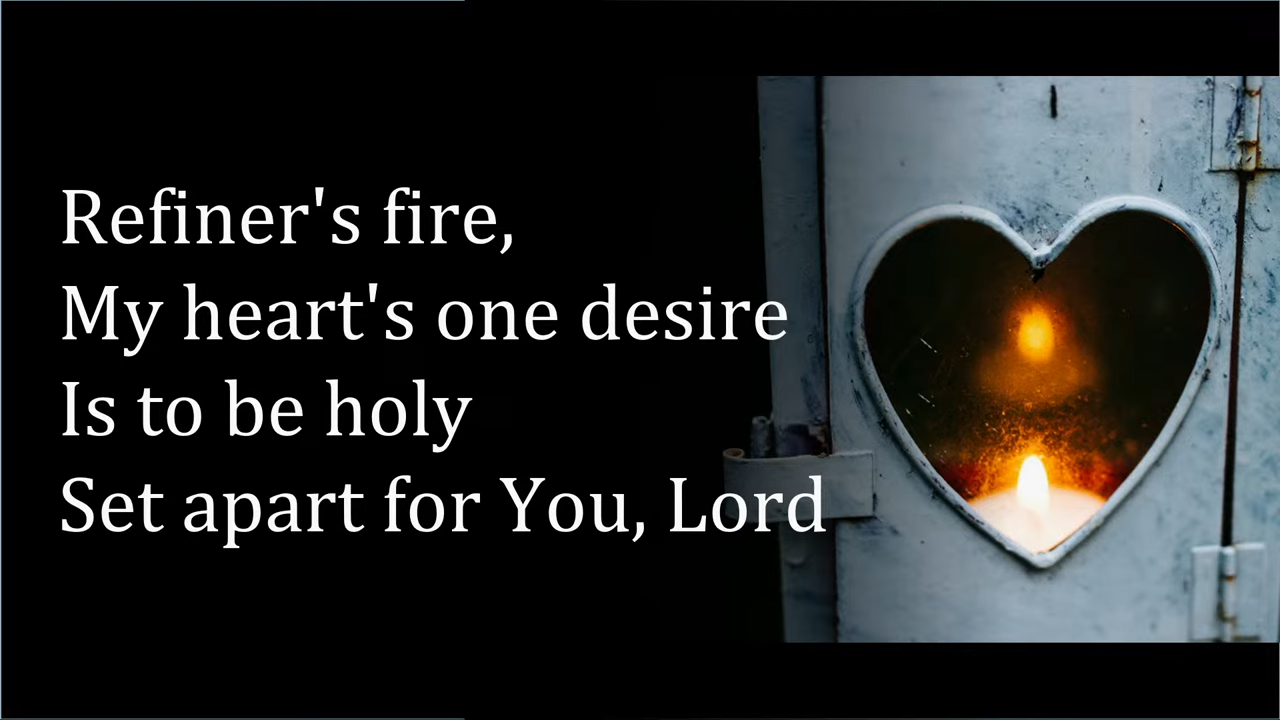 Refiner's fire,
My heart's one desire
Is to be holy
Set apart for You, Lord